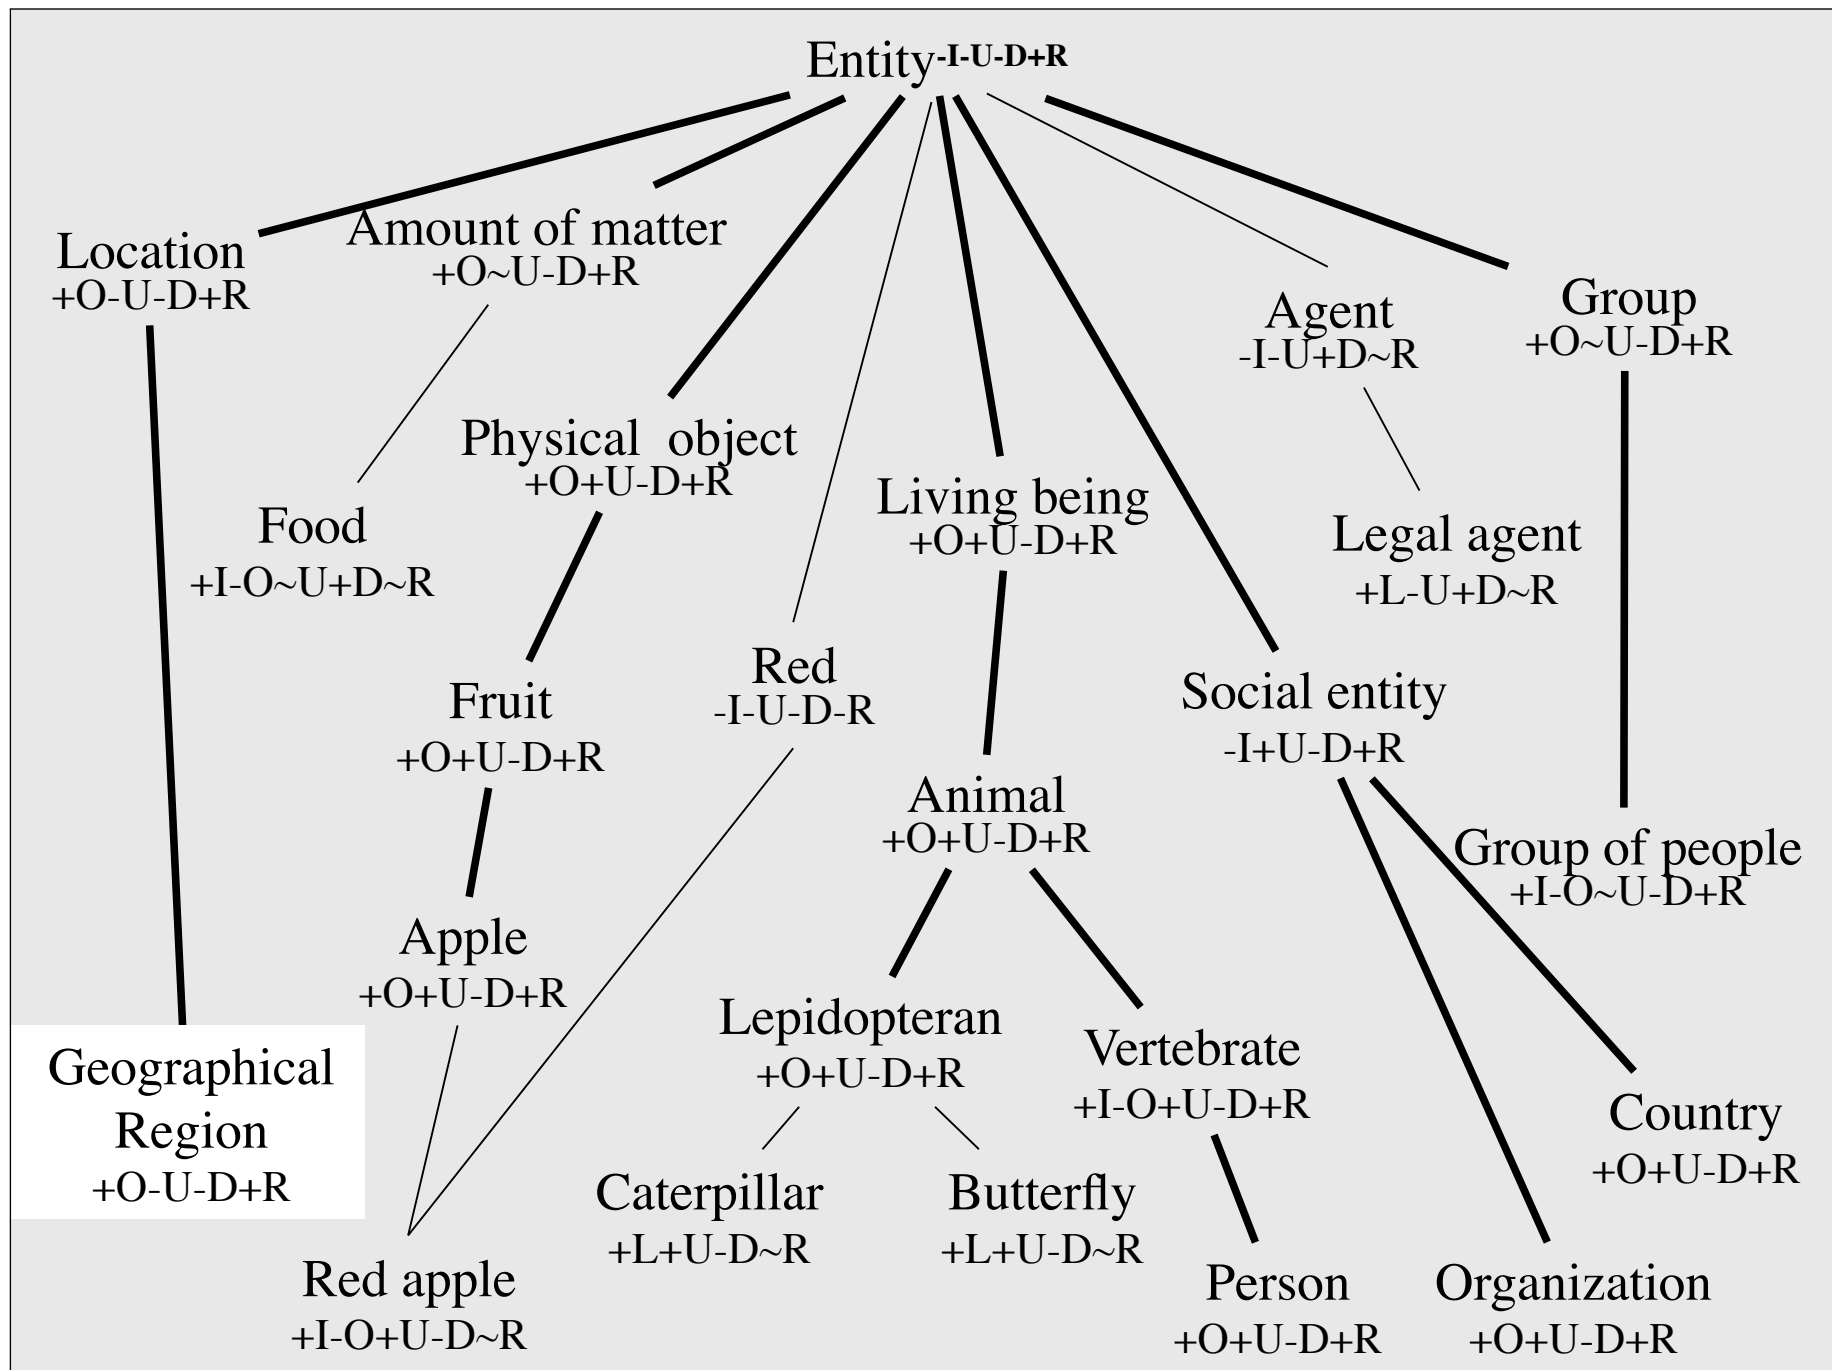 Entity-I-U-D+R
Location
+O-U-D+R
Amount of matter
+O~U-D+R
Agent
-I-U+D~R
Group
+O~U-D+R
Physical object
+O+U-D+R
Living being
+O+U-D+R
Food
+I-O~U+D~R
Legal agent
+L-U+D~R
Fruit
+O+U-D+R
Red
-I-U-D-R
Social entity
-I+U-D+R
Animal
+O+U-D+R
Group of people
+I-O~U-D+R
Apple
+O+U-D+R
Lepidopteran
+O+U-D+R
Vertebrate
+I-O+U-D+R
Geographical
Region
+O-U-D+R
Country
+O+U-D+R
Caterpillar
+L+U-D~R
Butterfly
+L+U-D~R
Red apple
+I-O+U-D~R
Person
+O+U-D+R
Organization
+O+U-D+R